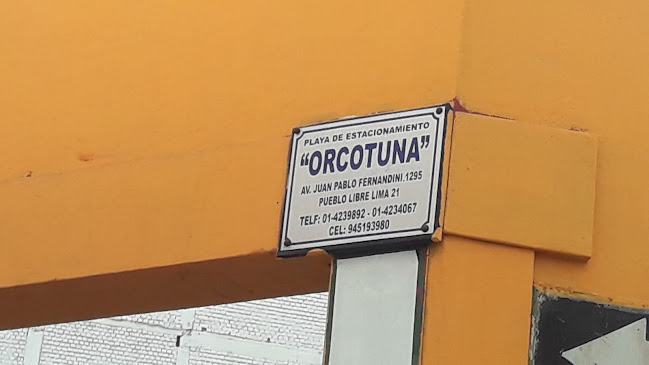 PLAYA DE ESTACIONAMIENTO
"ORCOTUNA"
AV. JUAN PABLO FERNANDINI.1295
PUEBLO LIBRE LIMA 21
TELF: 01-4239892 - 01-4234067
CEL: 945193980